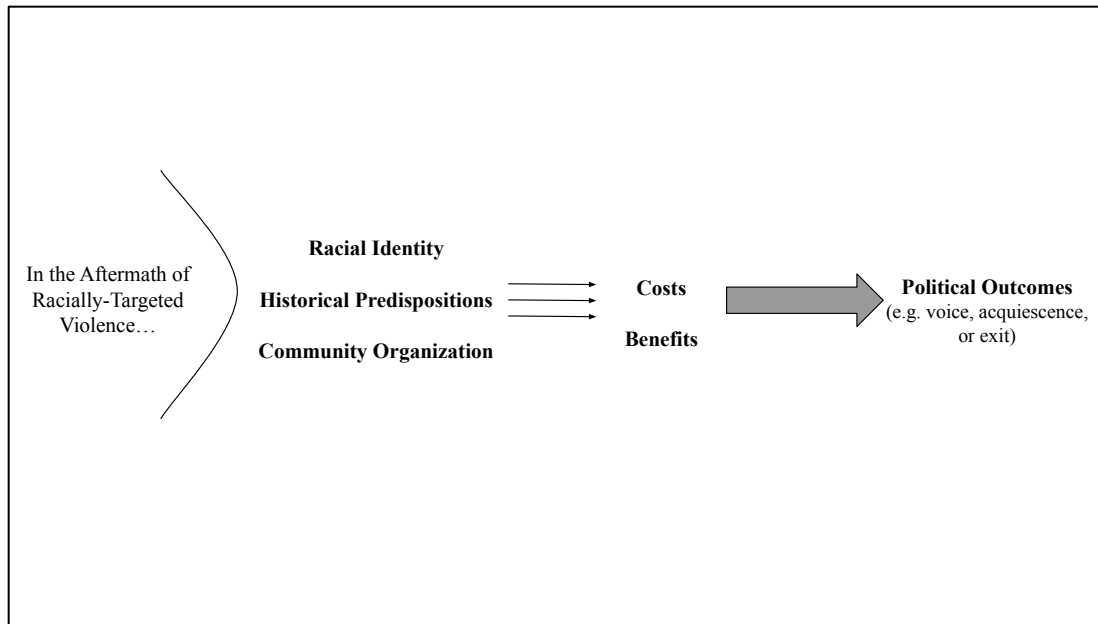 In the Aftermath of
Racially-Targeted
Violence…
Racial Identity
Historical Predispositions
Community Organization
Costs
Benefits
Political Outcomes
(e.g. voice, acquiescence,
or exit)